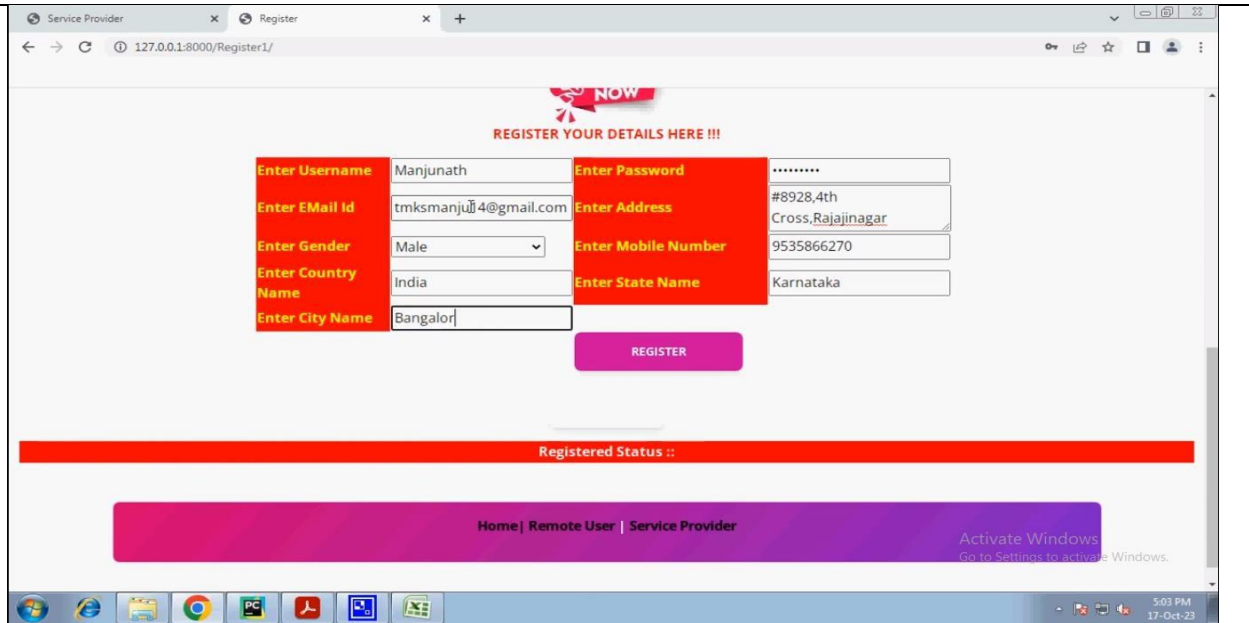 Service Provider
Register
127.0.0.1:8000/Register1/
NOW
REGISTER YOUR DETAILS HERE !!!
Enter Username Manjunath Enter Password •••••••••
Enter EMail Id tmksmanju14@gmail.com Enter Address #8928,4th
Cross,Rajajinagar
Enter Gender Male Enter Mobile Number 9535866270
Enter Country
Name India Enter State Name Karnataka
Enter City Name Bangalor
REGISTER
Registered Status ::
Home| Remote User | Service Provider
Activate Windows
Go to Settings to activate Windows.
PC
5:03 PM
17-Oct-23